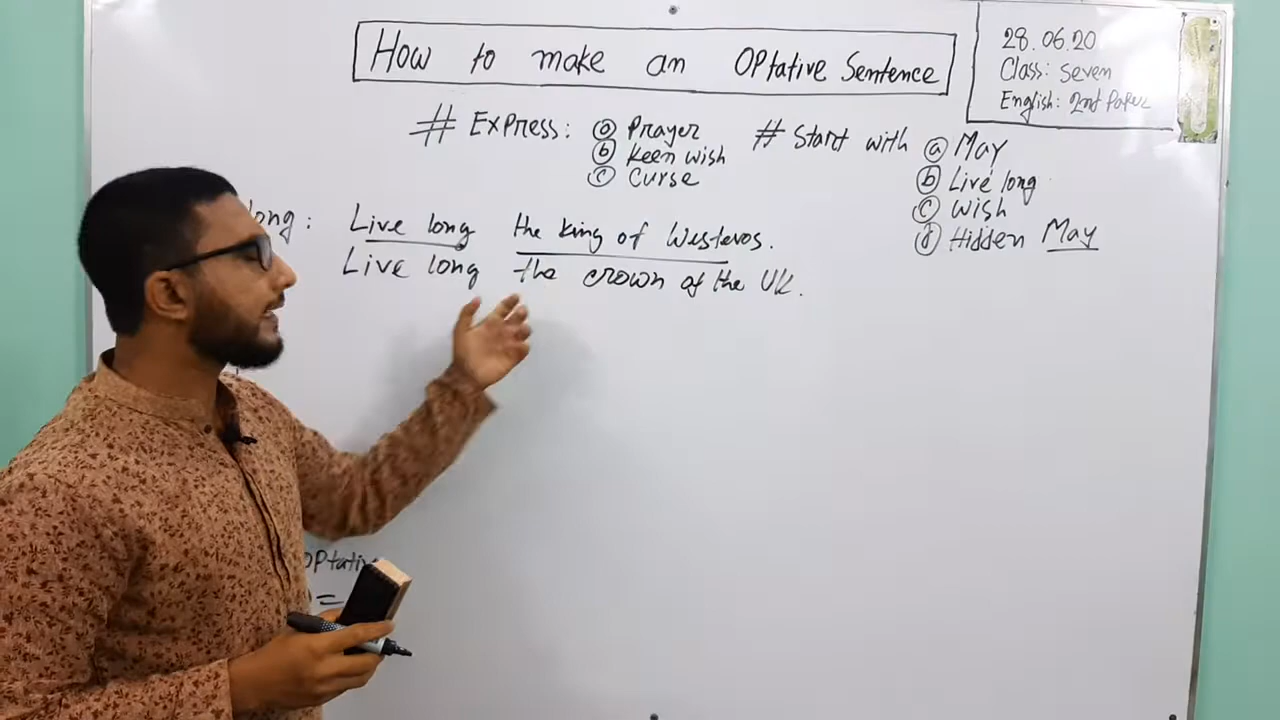 How to make an Optative Sentence
28.06.20
Class: Seven
English: 2nd Paper
# Express: ⓐ Prayer
ⓑ Keen wish
ⓒ Curse
# Start with ⓐ May
ⓑ Live long
ⓒ Wish
ⓓ Hidden May
long: Live long the king of Westeros.
Live long the crown of the UK.
Optative
=